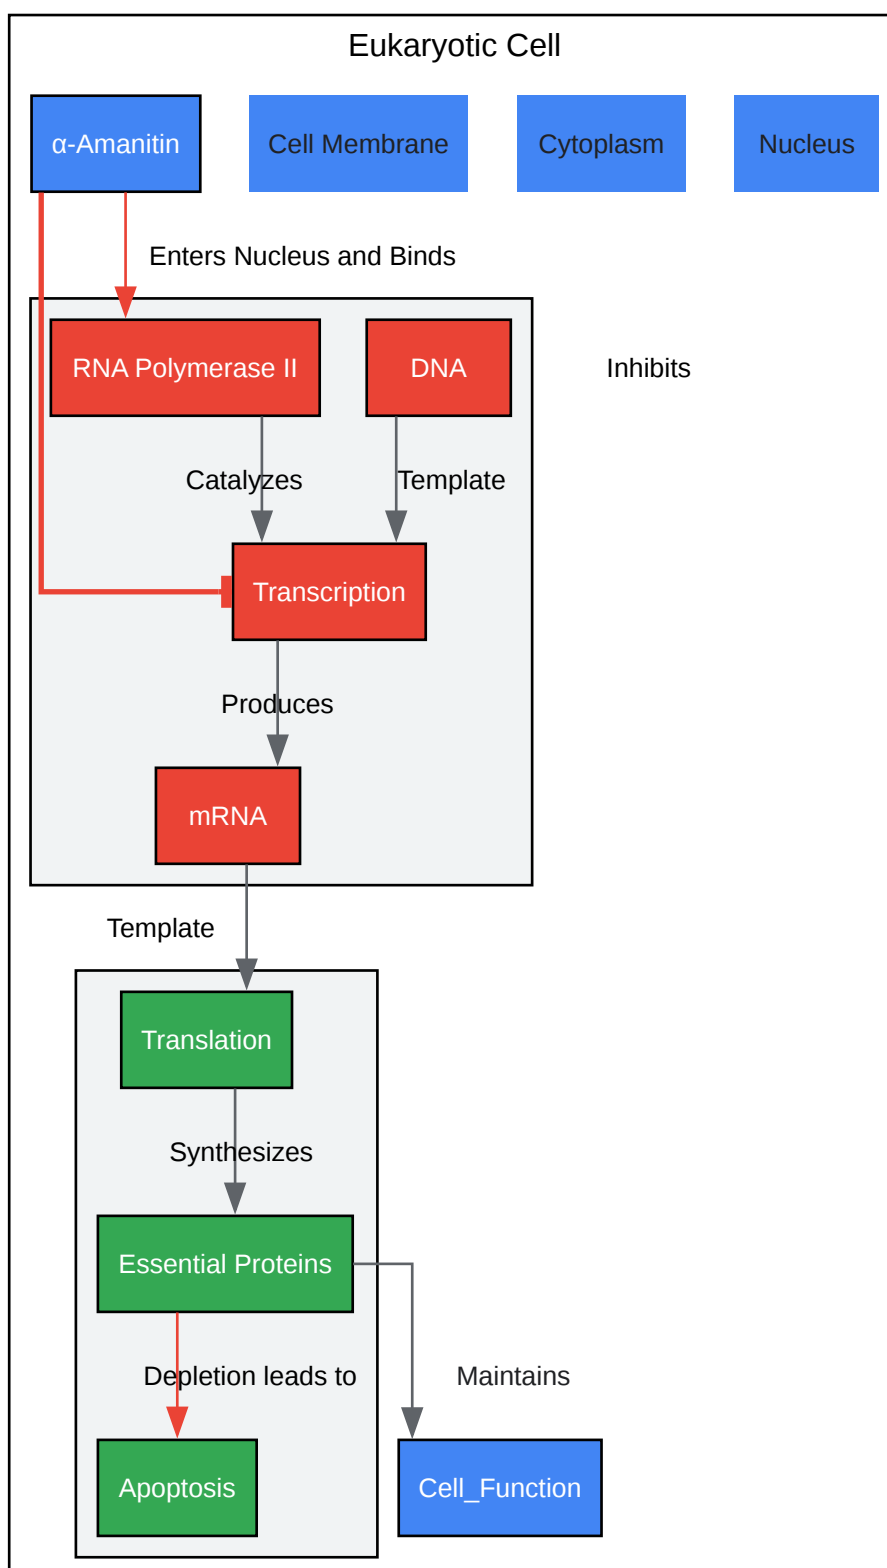 Eukaryotic Cell
α-Amanitin
Cell Membrane
Cytoplasm
Nucleus
Enters Nucleus and Binds
RNA Polymerase II
DNA
Inhibits
Catalyzes
Template
Transcription
Produces
mRNA
Template
Translation
Synthesizes
Essential Proteins
Depletion leads to
Maintains
Apoptosis
Cell_Function